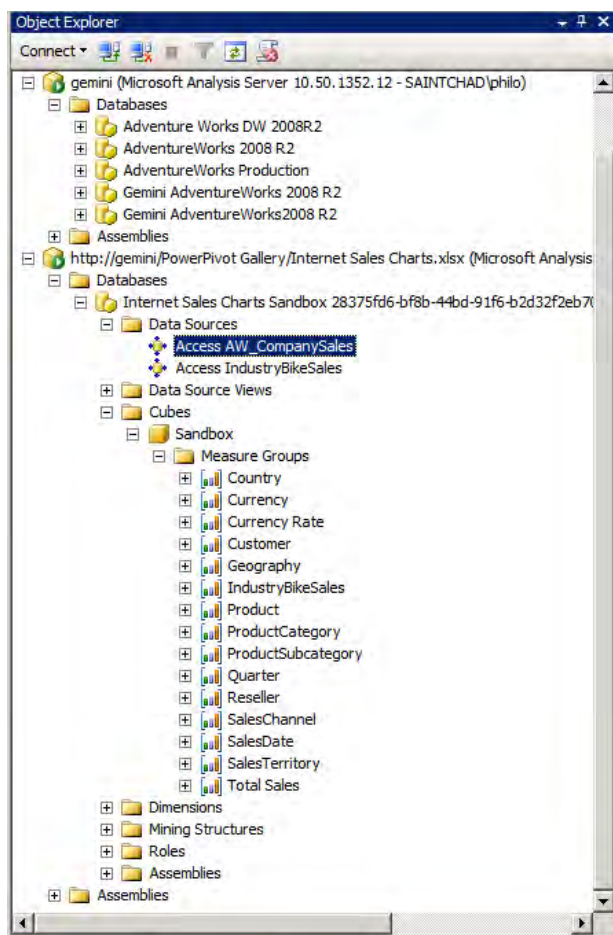 Object Explorer
Connect
gemini (Microsoft Analysis Server 10.50.1352.12 - SAINTCHAD\philo)
Databases
Adventure Works DW 2008R2
AdventureWorks 2008 R2
AdventureWorks Production
Gemini AdventureWorks 2008 R2
Gemini AdventureWorks2008 R2
Assemblies
http://gemini/PowerPivot Gallery/Internet Sales Charts.xlsx (Microsoft Analysis
Databases
Internet Sales Charts Sandbox 28375fd6-bf8b-44bd-91f6-b2d32f2eb70
Data Sources
Access AW_CompanySales
Access IndustryBikeSales
Data Source Views
Cubes
Sandbox
Measure Groups
Country
Currency
Currency Rate
Customer
Geography
IndustryBikeSales
Product
ProductCategory
ProductSubcategory
Quarter
Reseller
SalesChannel
SalesDate
SalesTerritory
Total Sales
Dimensions
Mining Structures
Roles
Assemblies
Assemblies